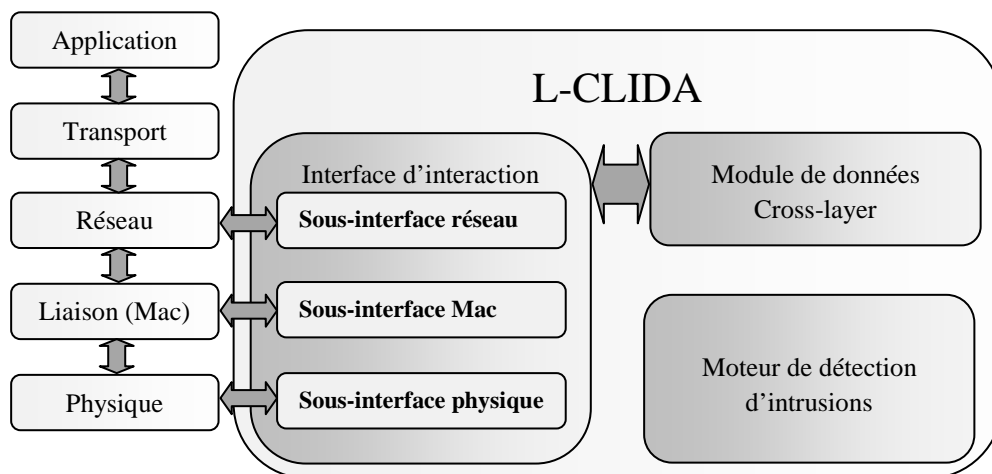 Application
Transport
Réseau
Liaison (Mac)
Physique
L-CLIDA
Interface d’interaction
Sous-interface réseau
Sous-interface Mac
Sous-interface physique
Module de données
Cross-layer
Moteur de détection
d’intrusions